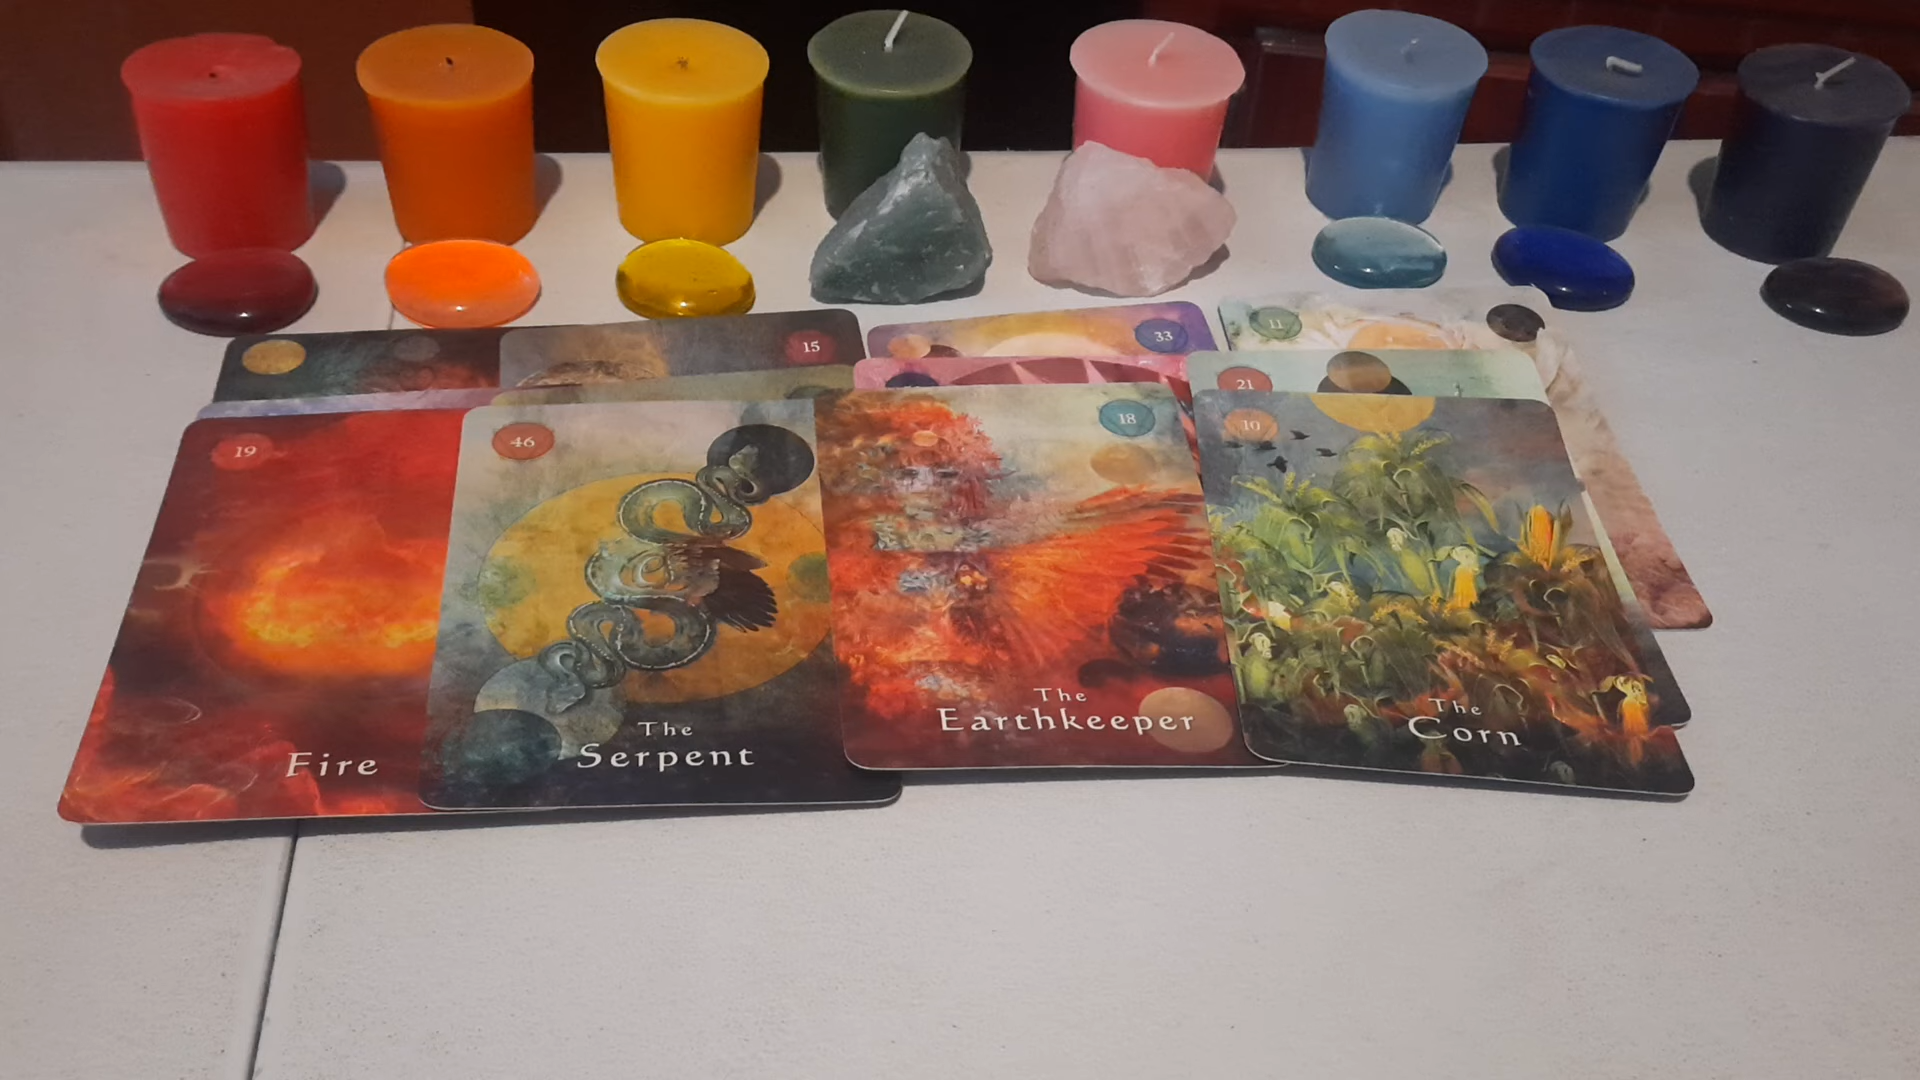 15
33
11
21
19
46
18
10
Fire
The
Serpent
The
Earthkeeper
The
Corn